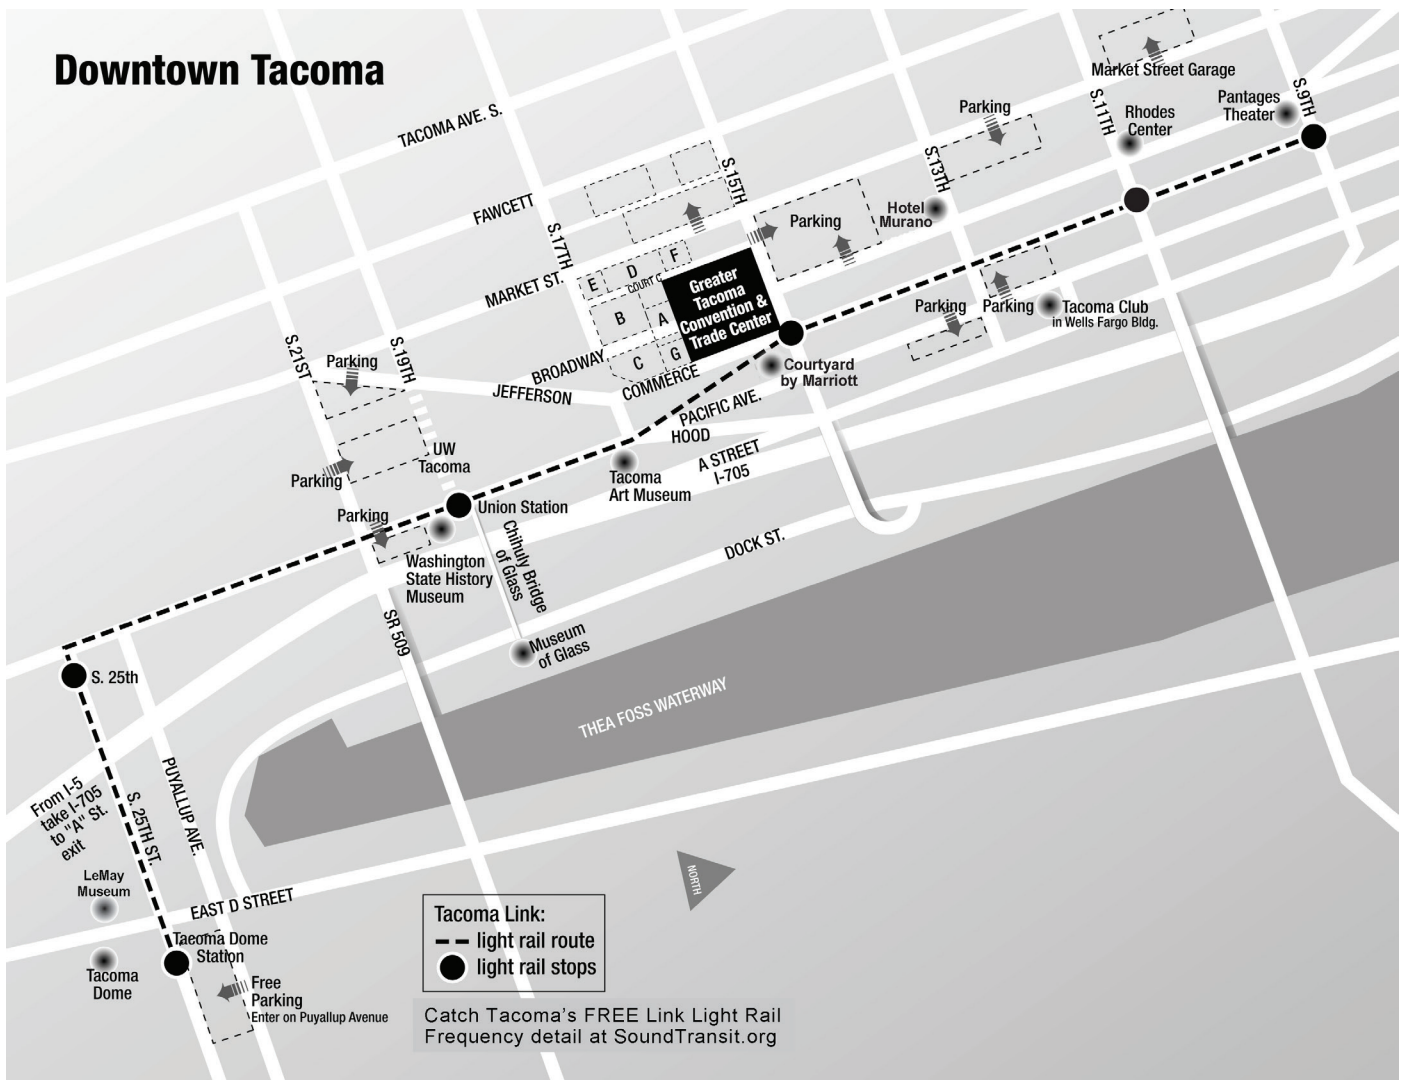 Downtown Tacoma
TACOMA AVE. S.
FAWCETT
MARKET ST.
BROADWAY
JEFFERSON
COMMERCE
PACIFIC AVE.
HOOD
A STREET
I-705
DOCK ST.
THEA FOSS WATERWAY
S.21ST
S.19TH
S.17TH
S.15TH
S.13TH
S.11TH
S.9TH
Market Street Garage
Pantages
Theater
Rhodes
Center
Parking
Hotel
Murano
Parking
Parking
Parking
Tacoma Club
in Wells Fargo Bldg.
E
D
F
COURT C
B
A
C
G
Greater
Tacoma
Convention &
Trade Center
Courtyard
by Marriott
Parking
Parking
UW
Tacoma
Parking
Union Station
Tacoma
Art Museum
Washington
State History
Museum
Chihuly Bridge
of Glass
Museum
of Glass
SR 509
S. 25th
From I-5
take I-705
to "A" St.
exit
S. 25TH ST.
PUYALLUP AVE.
LeMay
Museum
EAST D STREET
Tacoma Dome
Station
Tacoma
Dome
Free
Parking
Enter on Puyallup Avenue
NORTH
Tacoma Link:
light rail route
light rail stops
Catch Tacoma's FREE Link Light Rail
Frequency detail at SoundTransit.org